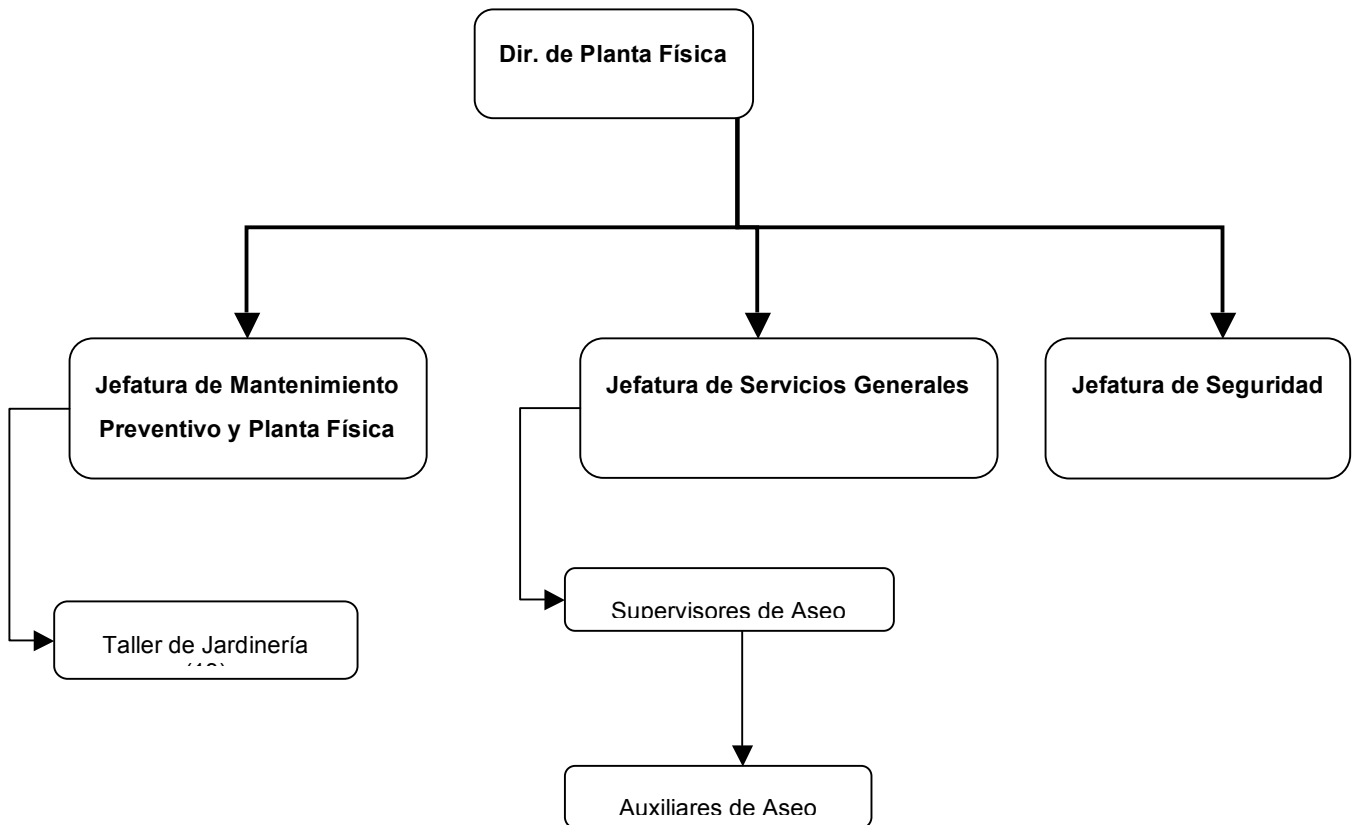 Dir. de Planta Física
Jefatura de Mantenimiento
Preventivo y Planta Física
Jefatura de Servicios Generales
Jefatura de Seguridad
Supervisores de Aseo
Taller de Jardinería
Auxiliares de Aseo